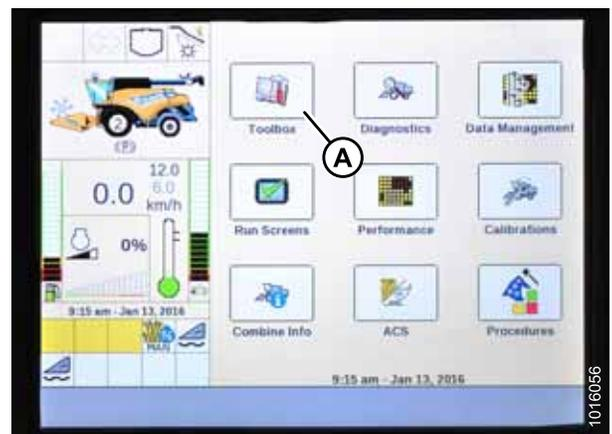 12.0
6.0
0.0
km/h
2
(P)
0%
9:15 am - Jan 13, 2016
MAN
Toolbox
Diagnostics
Data Management
A
Run Screens
Performance
Calibrations
Combine Info
ACS
Procedures
9:15 am - Jan 13, 2016
1016056